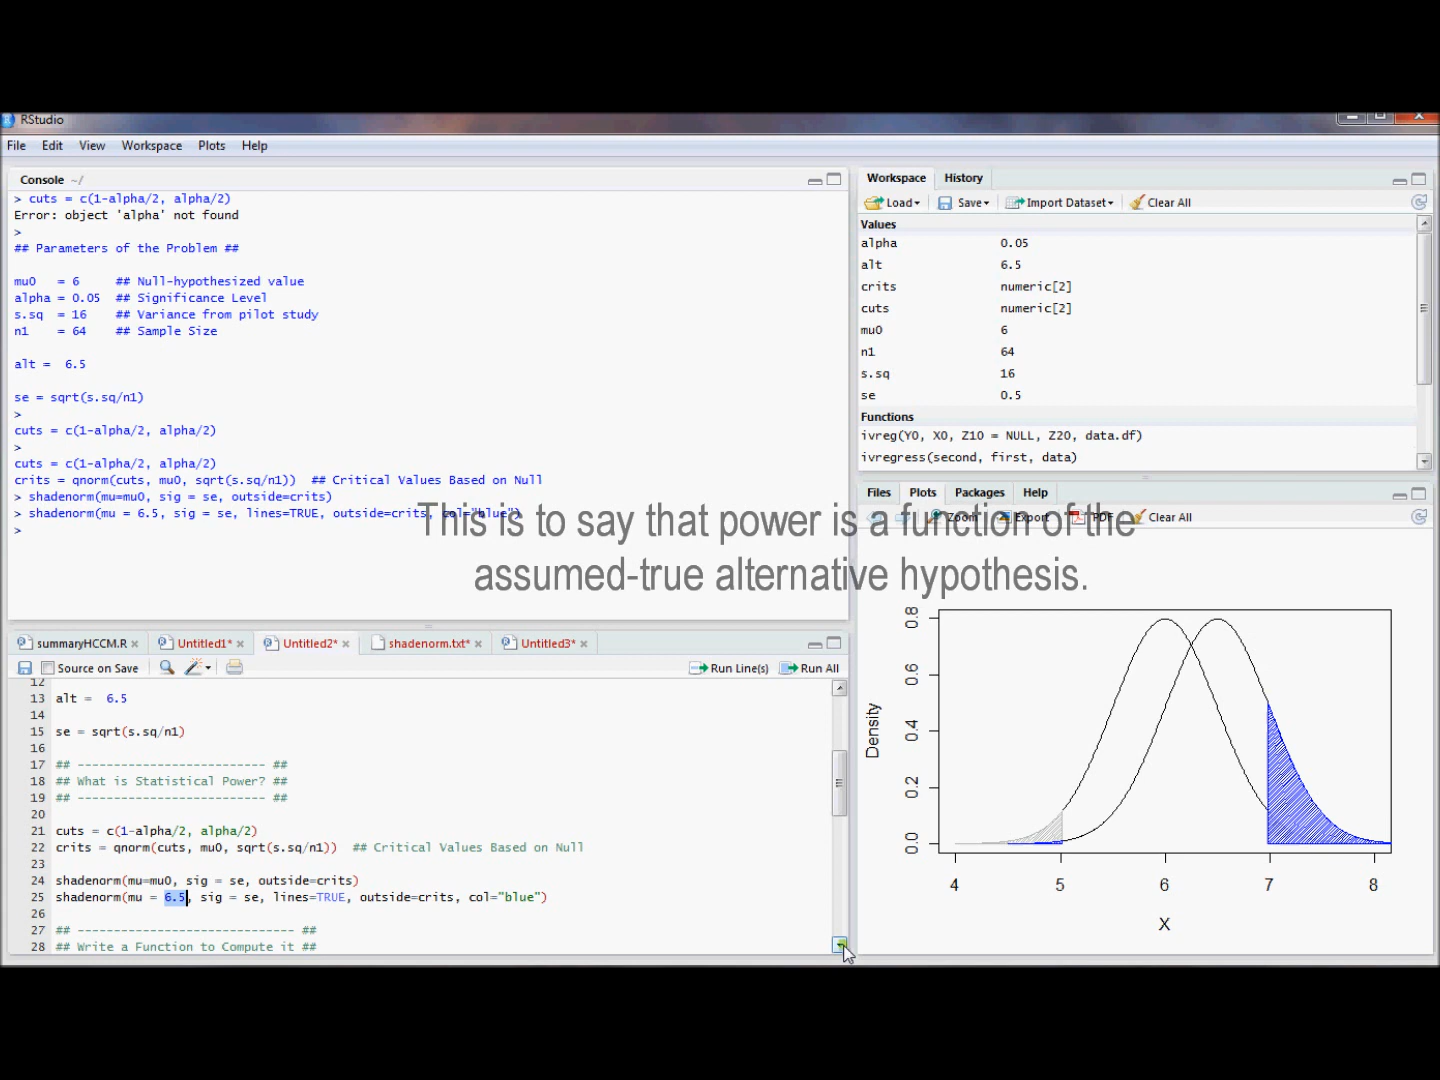 RStudio
File Edit View Workspace Plots Help
Console ~/
> cuts = c(1-alpha/2, alpha/2)
Error: object 'alpha' not found
>
## Parameters of the Problem ##
mu0 = 6 ## Null-hypothesized value
alpha = 0.05 ## Significance Level
s.sq = 16 ## Variance from pilot study
n1 = 64 ## Sample Size
alt = 6.5
se = sqrt(s.sq/n1)
>
cuts = c(1-alpha/2, alpha/2)
>
cuts = c(1-alpha/2, alpha/2)
crits = qnorm(cuts, mu0, sqrt(s.sq/n1)) ## Critical Values Based on Null
> shadenorm(mu=mu0, sig = se, outside=crits)
> shadenorm(mu = 6.5, sig = se, lines=TRUE, outside=crits, col="blue")
>
This is to say that power is a function of the
assumed-true alternative hypothesis.
summaryHCCM.R Untitled1* Untitled2* shadenorm.txt* Untitled3*
Source on Save Run Line(s) Run All
12
13 alt = 6.5
14
15 se = sqrt(s.sq/n1)
16
17 ## -------------------------- ##
18 ## What is Statistical Power? ##
19 ## -------------------------- ##
20
21 cuts = c(1-alpha/2, alpha/2)
22 crits = qnorm(cuts, mu0, sqrt(s.sq/n1)) ## Critical Values Based on Null
23
24 shadenorm(mu=mu0, sig = se, outside=crits)
25 shadenorm(mu = 6.5, sig = se, lines=TRUE, outside=crits, col="blue")
26
27 ## ------------------------------ ##
28 ## Write a Function to Compute it ##
Workspace History
Load Save Import Dataset Clear All
Values
alpha 0.05
alt 6.5
crits numeric[2]
cuts numeric[2]
mu0 6
n1 64
s.sq 16
se 0.5
Functions
ivreg(Y0, X0, Z10 = NULL, Z20, data.df)
ivregress(second, first, data)
Files Plots Packages Help
Zoom Export PDF Clear All
Density
0.8
0.6
0.4
0.2
0.0
4 5 6 7 8
X